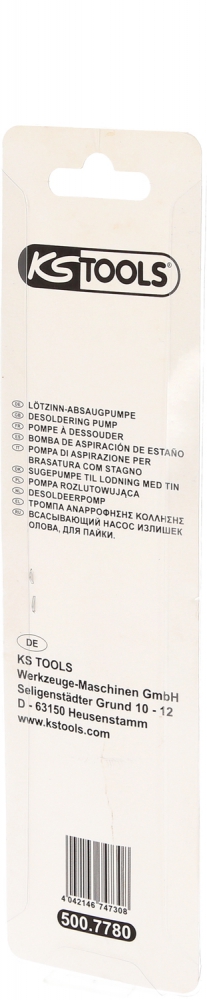 KS TOOLS®
DE LÖTZINN-ABSAUGPUMPE
GB DESOLDERING PUMP
FR POMPE À DESSOUDER
ES BOMBA DE ASPIRACIÓN DE ESTAÑO
IT POMPA DI ASPIRAZIONE PER
BRASATURA COM STAGNO
DK SUGEPUMPE TIL LODNING MED TIN
PL POMPA ROZLUTOWUJĄCA
NL DESOLDEERPOMP
EL ΤΡΟΜΠΑ ΑΝΑΡΡΟΦΗΣΗΣ ΚΟΛΛΗΣΗΣ
RU ВСАСЫВАЮЩИЙ НАСОС ИЗЛИШЕК
ОЛОВА, ДЛЯ ПАЙКИ.
DE
KS TOOLS
Werkzeuge-Maschinen GmbH
Seligenstädter Grund 10 - 12
D - 63150 Heusenstamm
www.kstools.com
4 042146 747308
500.7780